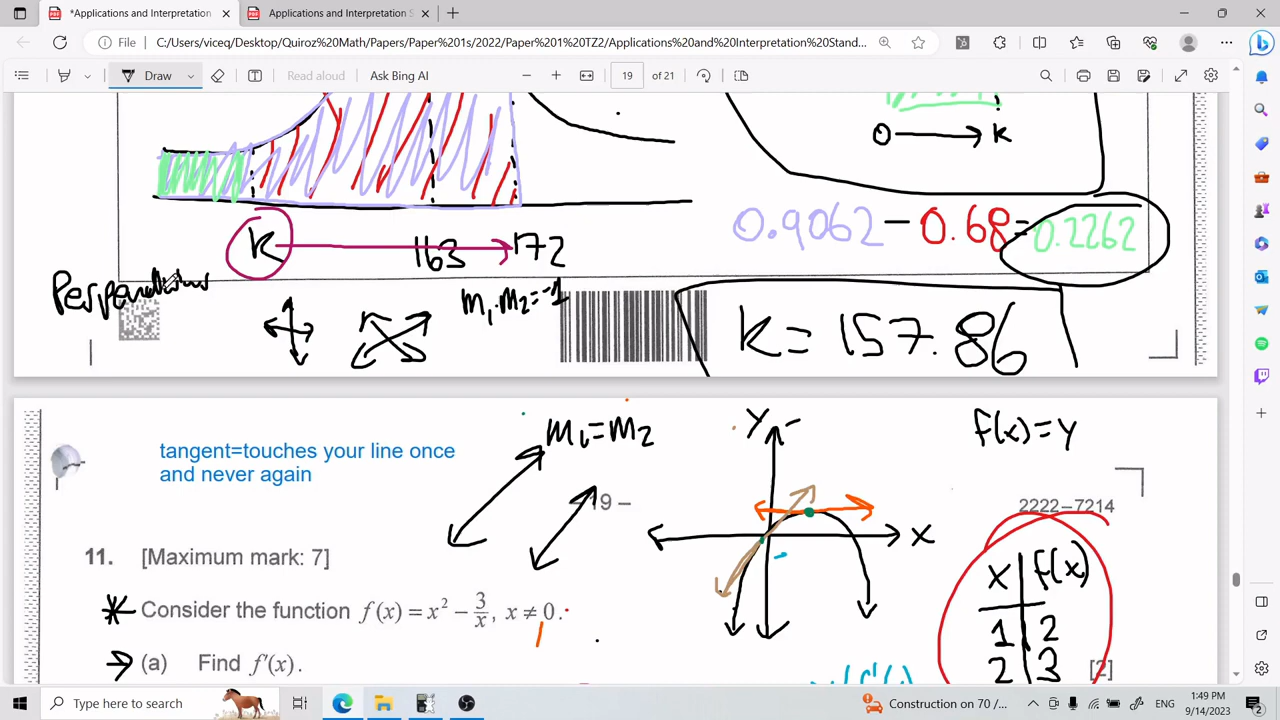 *Applications and Interpretation
Applications and Interpretation S
File
C:/Users/viceq/Desktop/Quiroz%20Math/Papers/Paper%201s/2022/Paper%201%20TZ2/Applications%20and%20Interpretation%20Stand...
Draw
Read aloud
Ask Bing AI
19 of 21
0 → K
0.9062 - 0.68 = 0.2262
K → 163 172
Perpendicular
m₁·m₂=-1
K = 157.86
tangent=touches your line once
and never again
m₁=m₂
y
x
f(x)=y
19 –
2222–7214
11. [Maximum mark: 7]
Consider the function f(x) = x² − 3/x, x ≠ 0.
(a) Find f′(x).
x f(x)
1 2
2 3
[2]
Type here to search
Construction on 70 /...
ENG
1:49 PM
9/14/2023
2